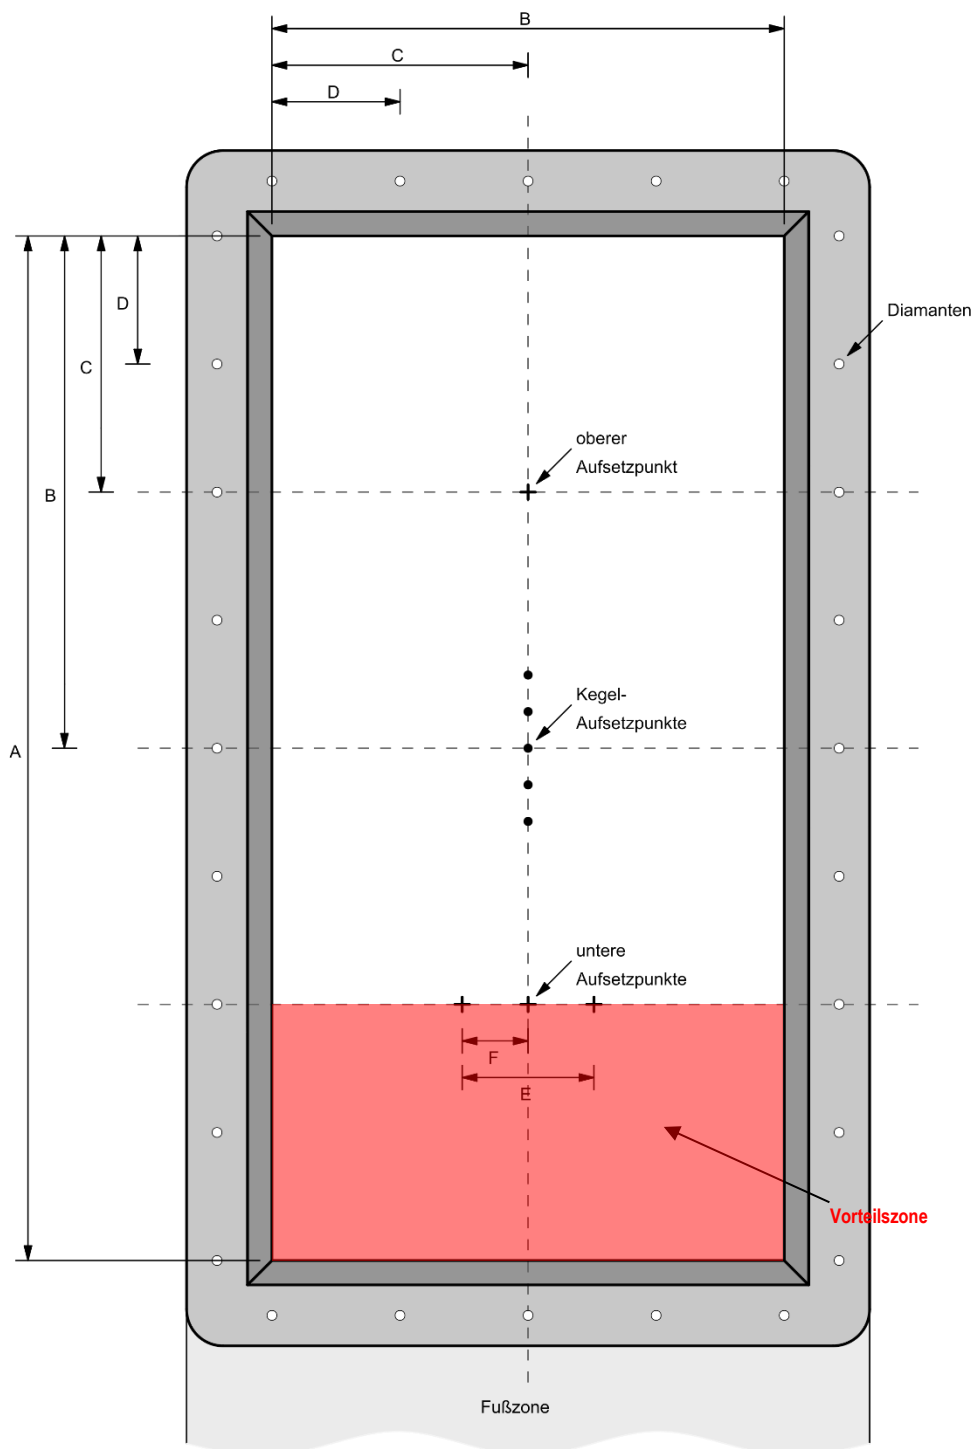 B
C
D
D
C
B
A
Diamanten
oberer
Aufsetzpunkt
Kegel-
Aufsetzpunkte
untere
Aufsetzpunkte
F
E
Vorteilszone
Fußzone